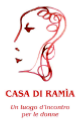 CASA DI RAMÌA
Un luogo d'incontro
per le donne